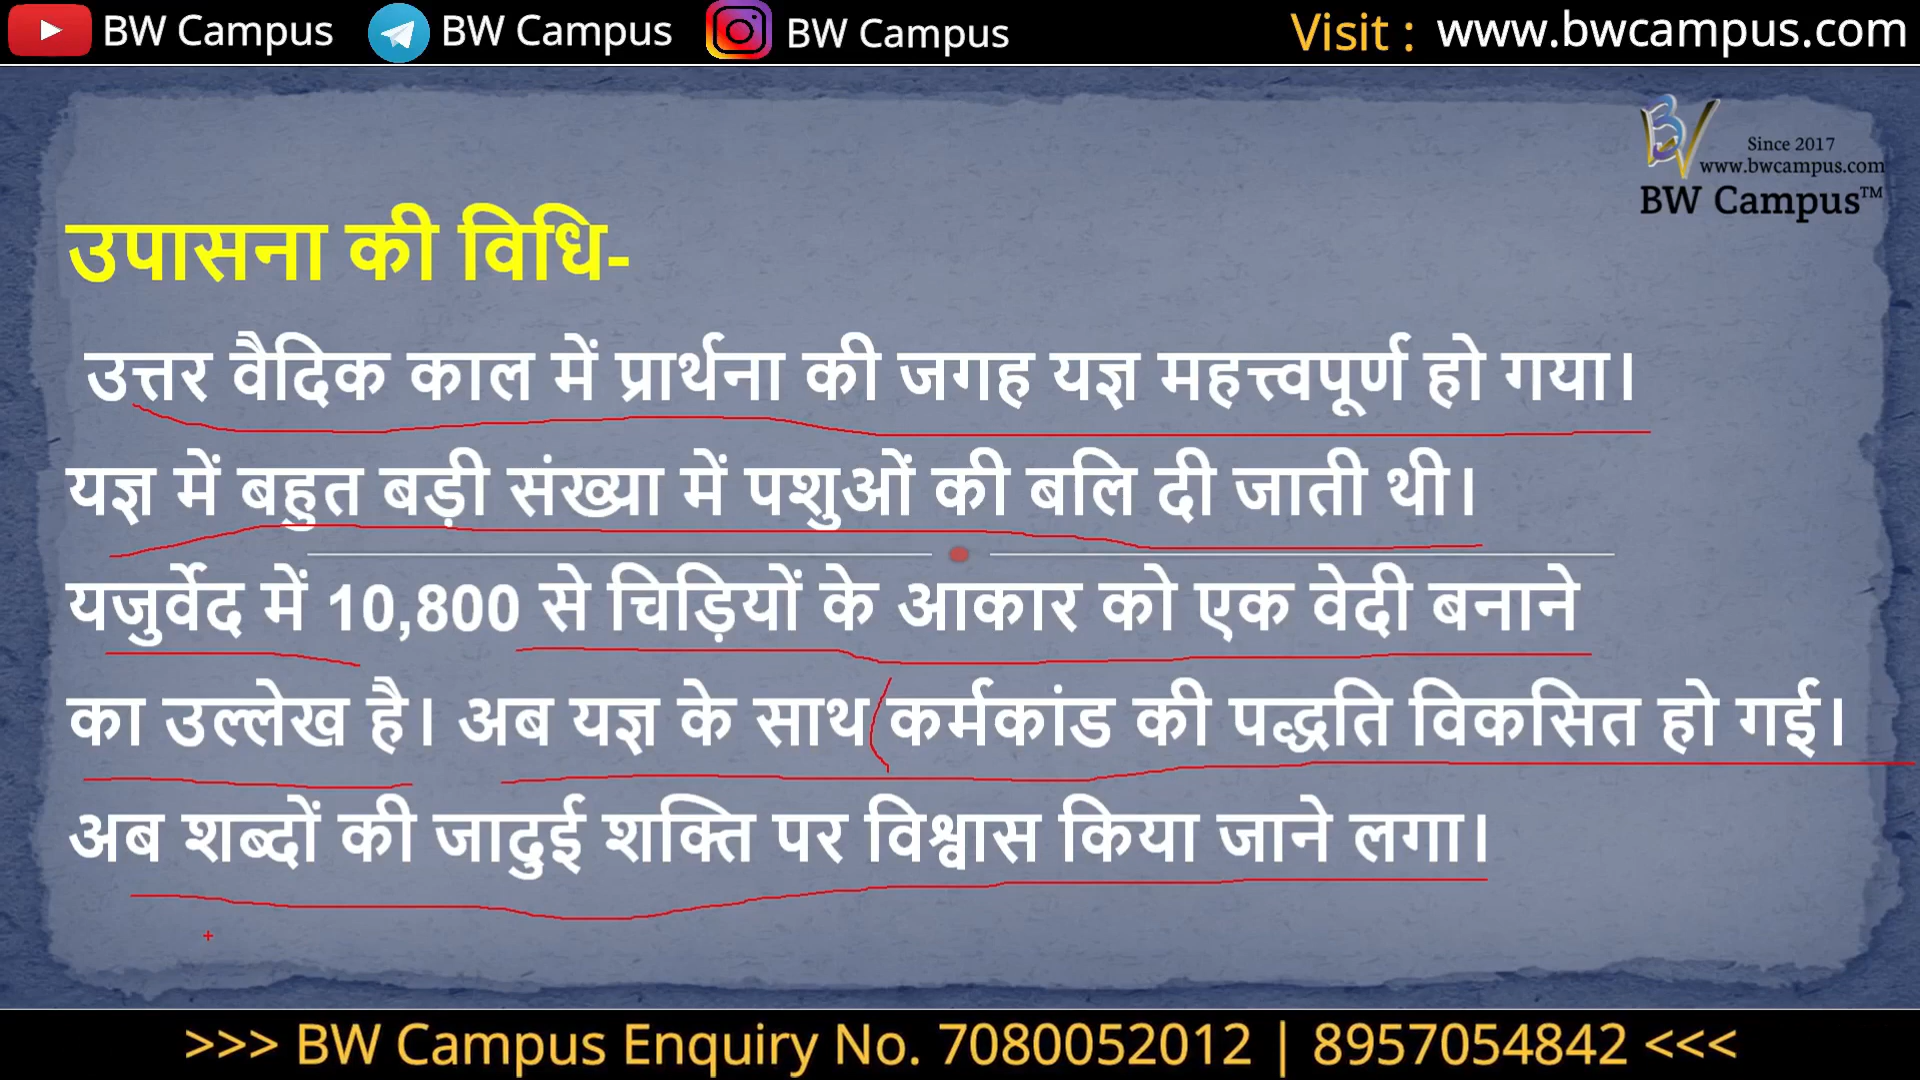 BW Campus BW Campus BW Campus Visit : www.bwcampus.com
Since 2017
www.bwcampus.com
BW Campus™
उपासना की विधि-
उत्तर वैदिक काल में प्रार्थना की जगह यज्ञ महत्त्वपूर्ण हो गया।
यज्ञ में बहुत बड़ी संख्या में पशुओं की बलि दी जाती थी।
यजुर्वेद में 10,800 से चिड़ियों के आकार को एक वेदी बनाने
का उल्लेख है। अब यज्ञ के साथ कर्मकांड की पद्धति विकसित हो गई।
अब शब्दों की जादुई शक्ति पर विश्वास किया जाने लगा।
>>> BW Campus Enquiry No. 7080052012 | 8957054842 <<<